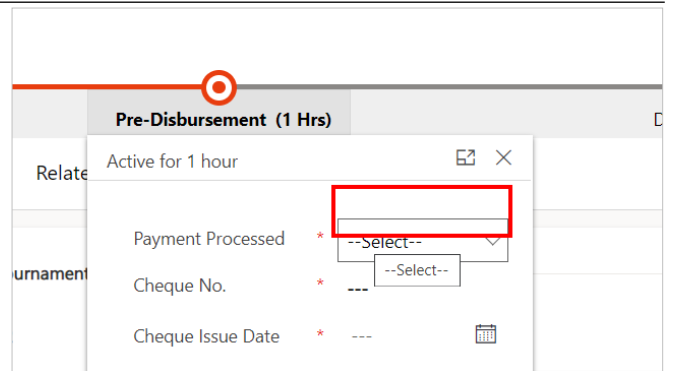 Pre-Disbursement (1 Hrs)
D
Relate
Active for 1 hour
Payment Processed * --Select--
--Select--
urnament
Cheque No. * ---
Cheque Issue Date * ---